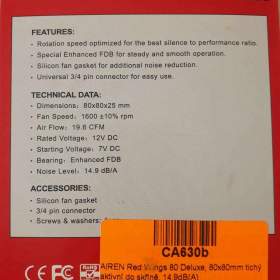 FEATURES:
• Rotation speed optimized for the best silence to performance ratio.
• Special Enhanced FDB for steady and smooth operation.
• Silicon fan gasket for additional noise reduction.
• Universal 3/4 pin connector for easy use.
TECHNICAL DATA:
• Dimensions: 80x80x25 mm
• Fan Speed: 1600 ±10% rpm
• Air Flow: 19.6 CFM
• Rated Voltage: 12V DC
• Starting Voltage: 7V DC
• Bearing: Enhanced FDB
• Noise Level: 14.9 dB/A
ACCESSORIES:
• Silicon fan gasket
• 3/4 pin connector
• Screws & washers:
CA630b
AIREN Red Wings 80 Deluxe, 80x80mm tichý
aktivní do skříně, 14,9dB(A)
CE
RoHS